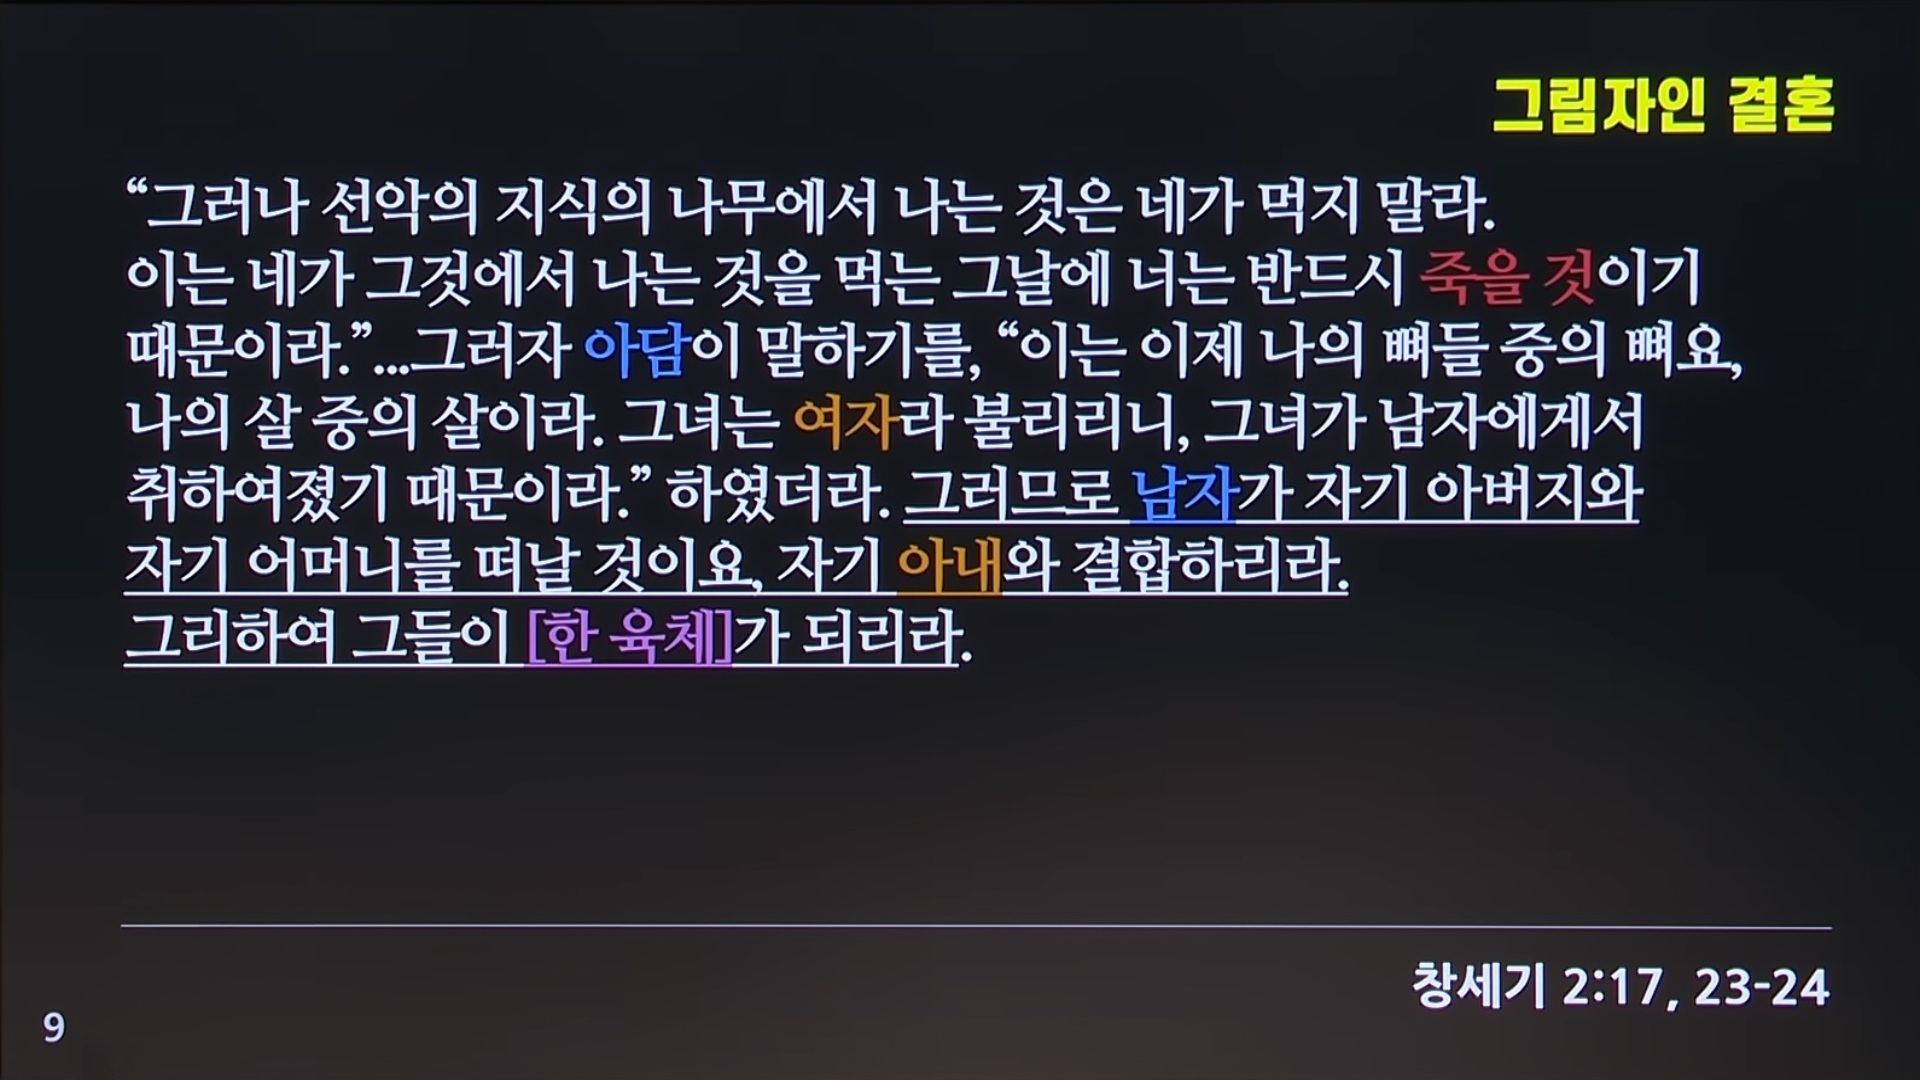 그림자인 결혼
“그러나 선악의 지식의 나무에서 나는 것은 네가 먹지 말라.
이는 네가 그것에서 나는 것을 먹는 그날에 너는 반드시 죽을 것이기
때문이라.”...그러자 아담이 말하기를, “이는 이제 나의 뼈들 중의 뼈요,
나의 살 중의 살이라. 그녀는 여자라 불리리니, 그녀가 남자에게서
취하여졌기 때문이라.” 하였더라. 그러므로 남자가 자기 아버지와
자기 어머니를 떠날 것이요, 자기 아내와 결합하리라.
그리하여 그들이 [한 육체]가 되리라.
창세기 2:17, 23-24
9